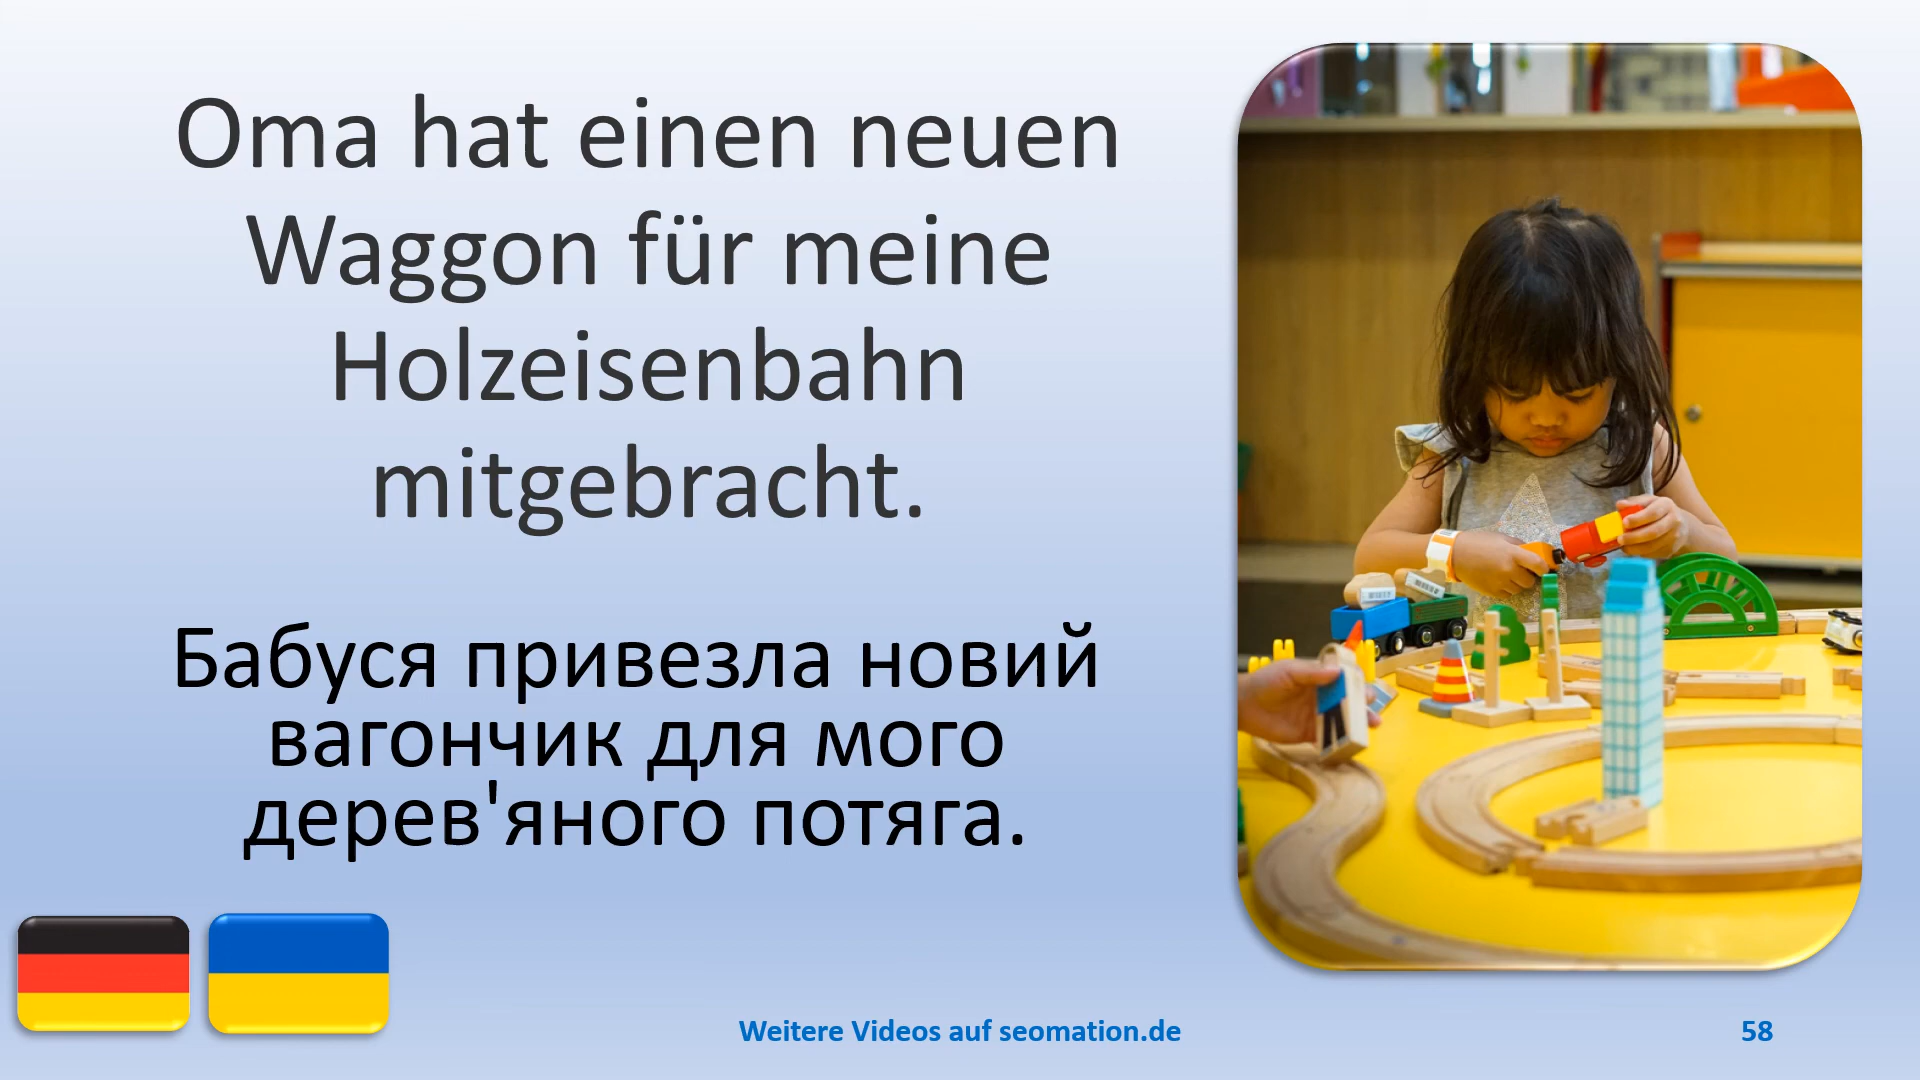 Oma hat einen neuen
Waggon für meine
Holzeisenbahn
mitgebracht.
Бабуся привезла новий
вагончик для мого
дерев'яного потяга.
Weitere Videos auf seomation.de
58